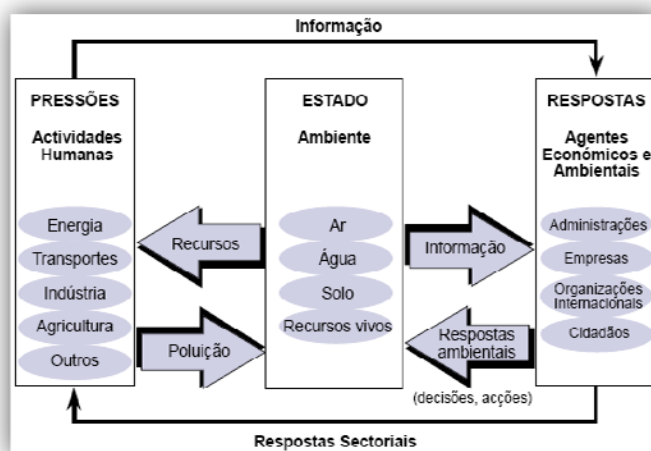 Informação
PRESSÕES
Actividades
Humanas
Energia
Transportes
Indústria
Agricultura
Outros
Recursos
Poluição
ESTADO
Ambiente
Ar
Água
Solo
Recursos vivos
Informação
Respostas
ambientais
(decisões, acções)
RESPOSTAS
Agentes
Económicos e
Ambientais
Administrações
Empresas
Organizações
Internacionais
Cidadãos
Respostas Sectoriais